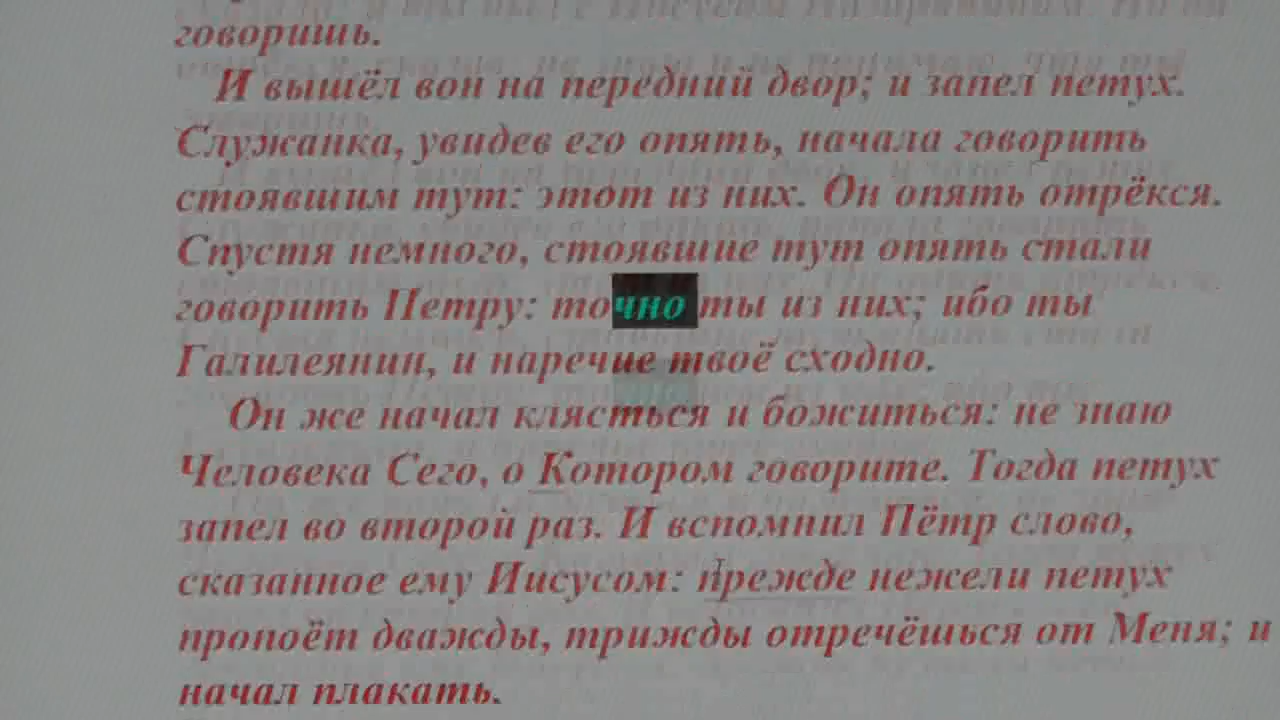 говоришь.
И вышёл вон на передний двор; и запел петух.
Служанка, увидев его опять, начала говорить
стоявшим тут: этот из них. Он опять отрёкся.
Спустя немного, стоявшие тут опять стали
говорить Петру: точно ты из них; ибо ты
Галилеянин, и наречие твоё сходно.
Он же начал клясться и божиться: не знаю
Человека Сего, о Котором говорите. Тогда петух
запел во второй раз. И вспомнил Пётр слово,
сказанное ему Иисусом: прежде нежели петух
пропоёт дважды, трижды отречёшься от Меня; и
начал плакать.